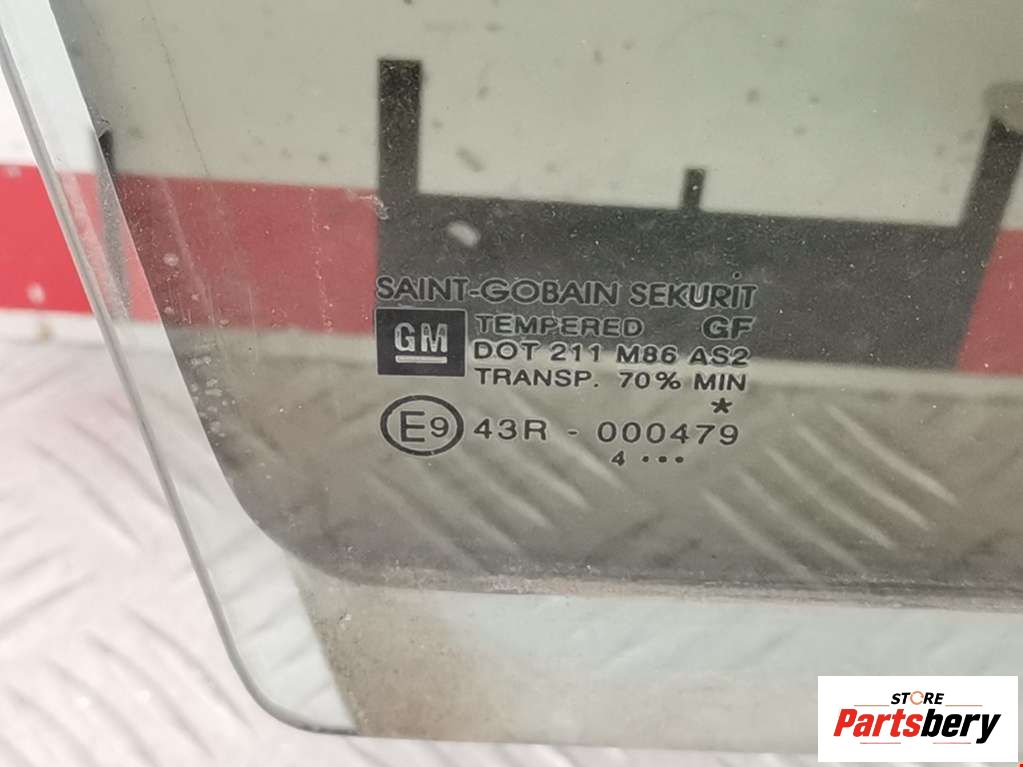 SAINT-GOBAIN SEKURIT
GM
TEMPERED GF
DOT 211 M86 AS2
TRANSP. 70% MIN
*
E9 43R - 000479
4 •••
STORE
Partsbery